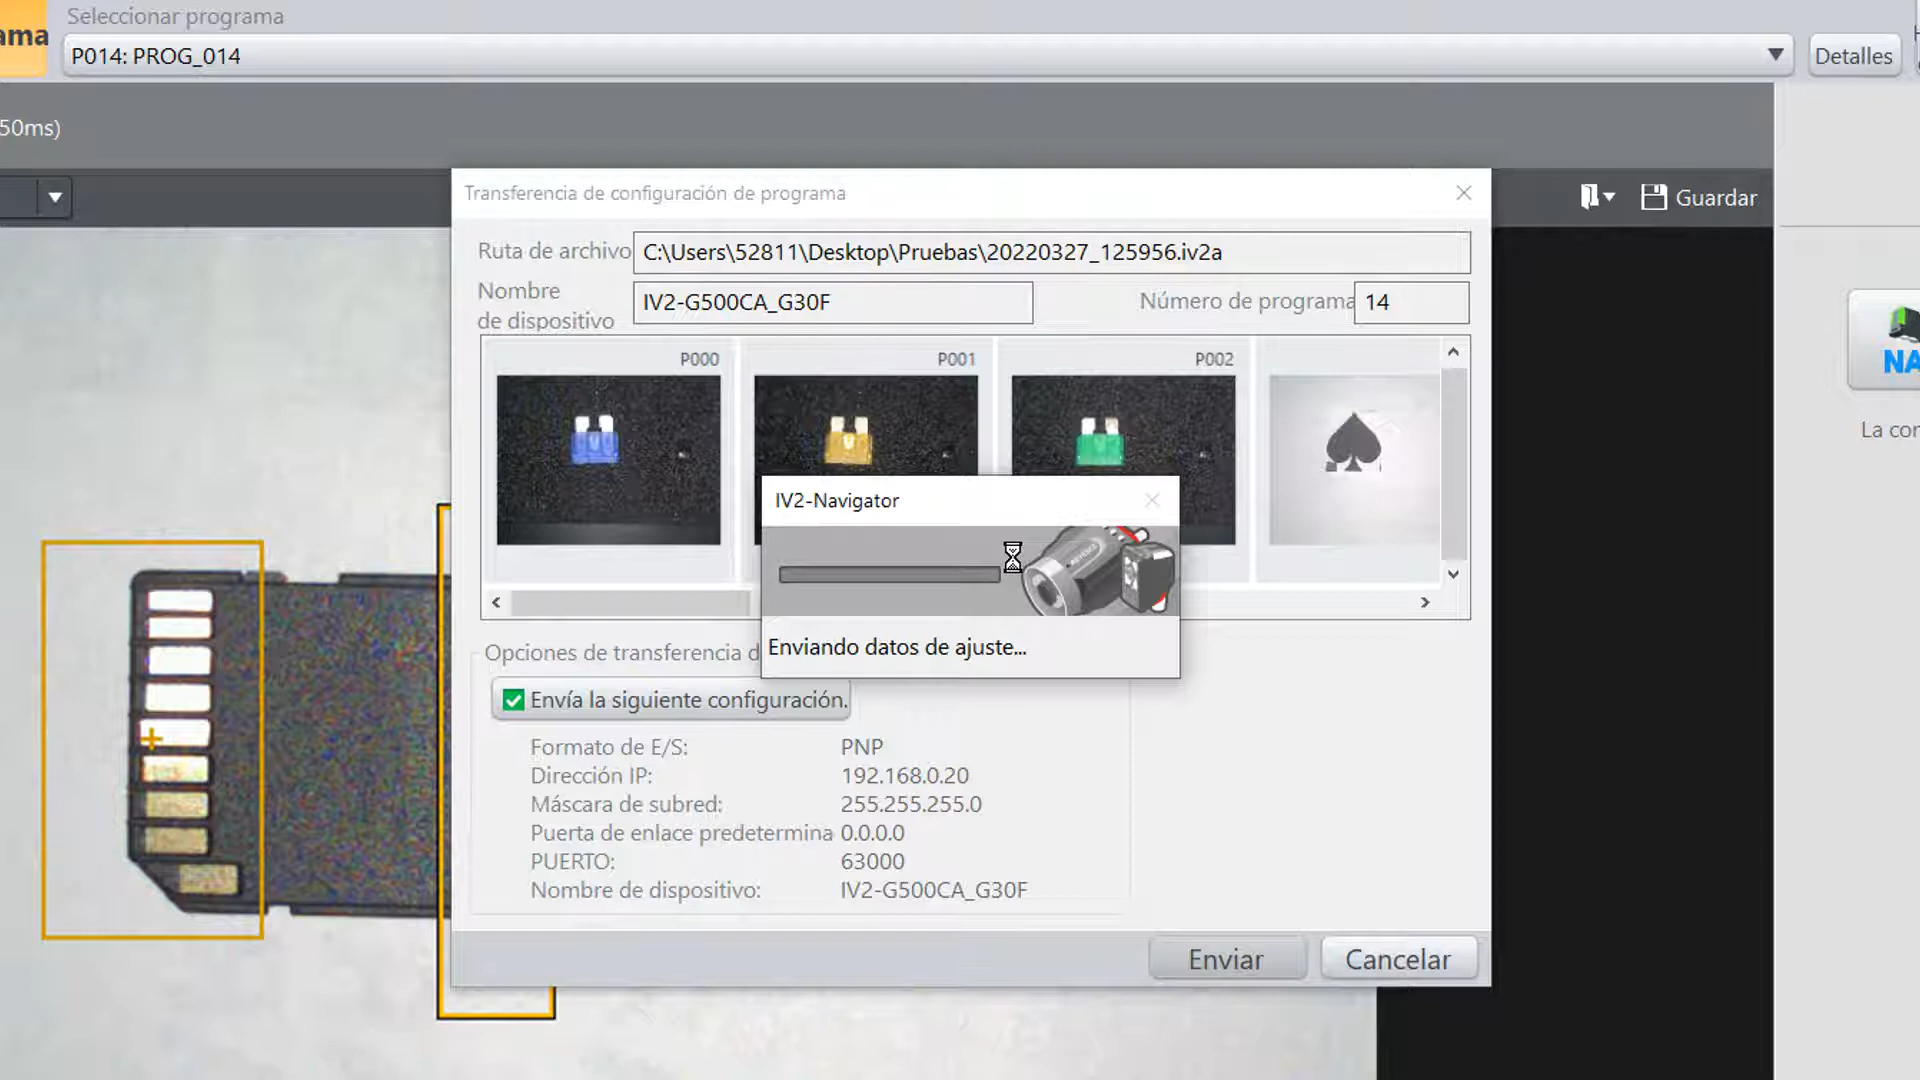 ama
Seleccionar programa
P014: PROG_014
Detalles
50ms)
Guardar
Transferencia de configuración de programa
Ruta de archivo
C:\Users\52811\Desktop\Pruebas\20220327_125956.iv2a
Nombre
de dispositivo
IV2-G500CA_G30F
Número de programa
14
P000
P001
P002
NA
La con
IV2-Navigator
Enviando datos de ajuste...
Opciones de transferencia d
Envía la siguiente configuración.
Formato de E/S: PNP
Dirección IP: 192.168.0.20
Máscara de subred: 255.255.255.0
Puerta de enlace predetermina 0.0.0.0
PUERTO: 63000
Nombre de dispositivo: IV2-G500CA_G30F
Enviar
Cancelar